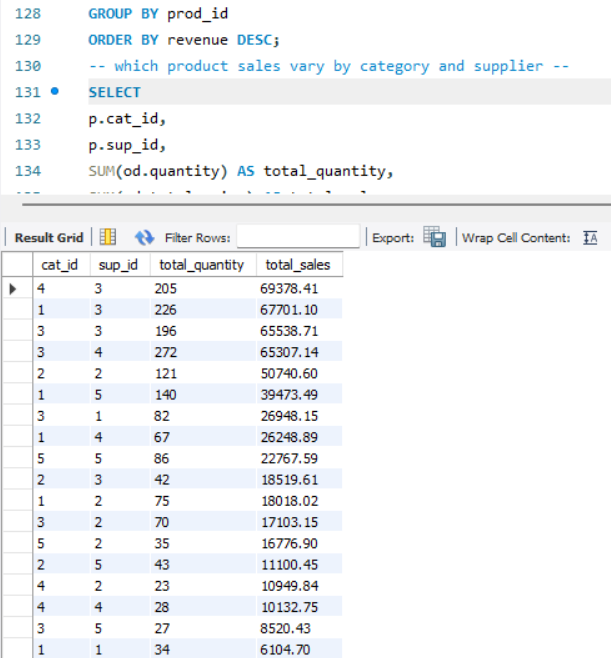 128 GROUP BY prod_id
129 ORDER BY revenue DESC;
130 -- which product sales vary by category and supplier --
131 SELECT
132 p.cat_id,
133 p.sup_id,
134 SUM(od.quantity) AS total_quantity,
Result Grid Filter Rows: Export: Wrap Cell Content:
cat_id sup_id total_quantity total_sales
4 3 205 69378.41
1 3 226 67701.10
3 3 196 65538.71
3 4 272 65307.14
2 2 121 50740.60
1 5 140 39473.49
3 1 82 26948.15
1 4 67 26248.89
5 5 86 22767.59
2 3 42 18519.61
1 2 75 18018.02
3 2 70 17103.15
5 2 35 16776.90
2 5 43 11100.45
4 2 23 10949.84
4 4 28 10132.75
3 5 27 8520.43
1 1 34 6104.70